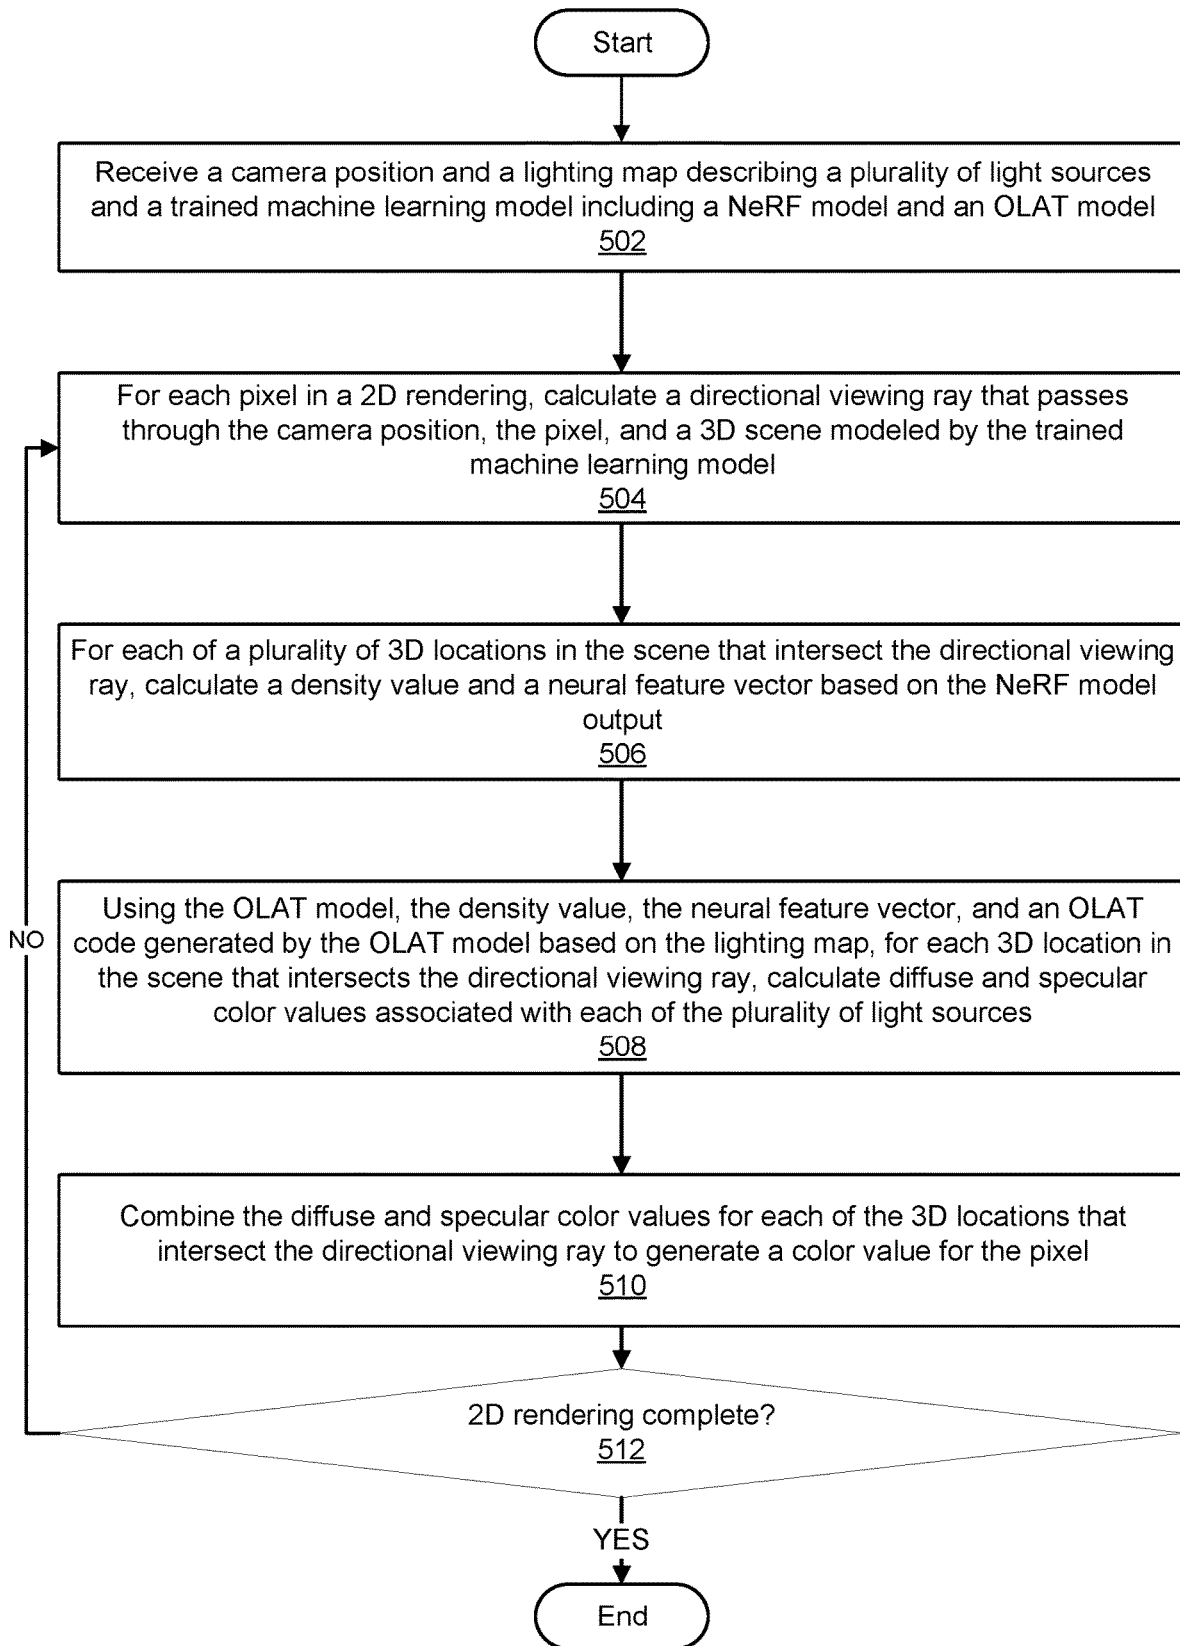 Start
Receive a camera position and a lighting map describing a plurality of light sources
and a trained machine learning model including a NeRF model and an OLAT model
502
For each pixel in a 2D rendering, calculate a directional viewing ray that passes
through the camera position, the pixel, and a 3D scene modeled by the trained
machine learning model
504
For each of a plurality of 3D locations in the scene that intersect the directional viewing
ray, calculate a density value and a neural feature vector based on the NeRF model
output
506
Using the OLAT model, the density value, the neural feature vector, and an OLAT
code generated by the OLAT model based on the lighting map, for each 3D location in
the scene that intersects the directional viewing ray, calculate diffuse and specular
color values associated with each of the plurality of light sources
508
NO
Combine the diffuse and specular color values for each of the 3D locations that
intersect the directional viewing ray to generate a color value for the pixel
510
2D rendering complete?
512
YES
End